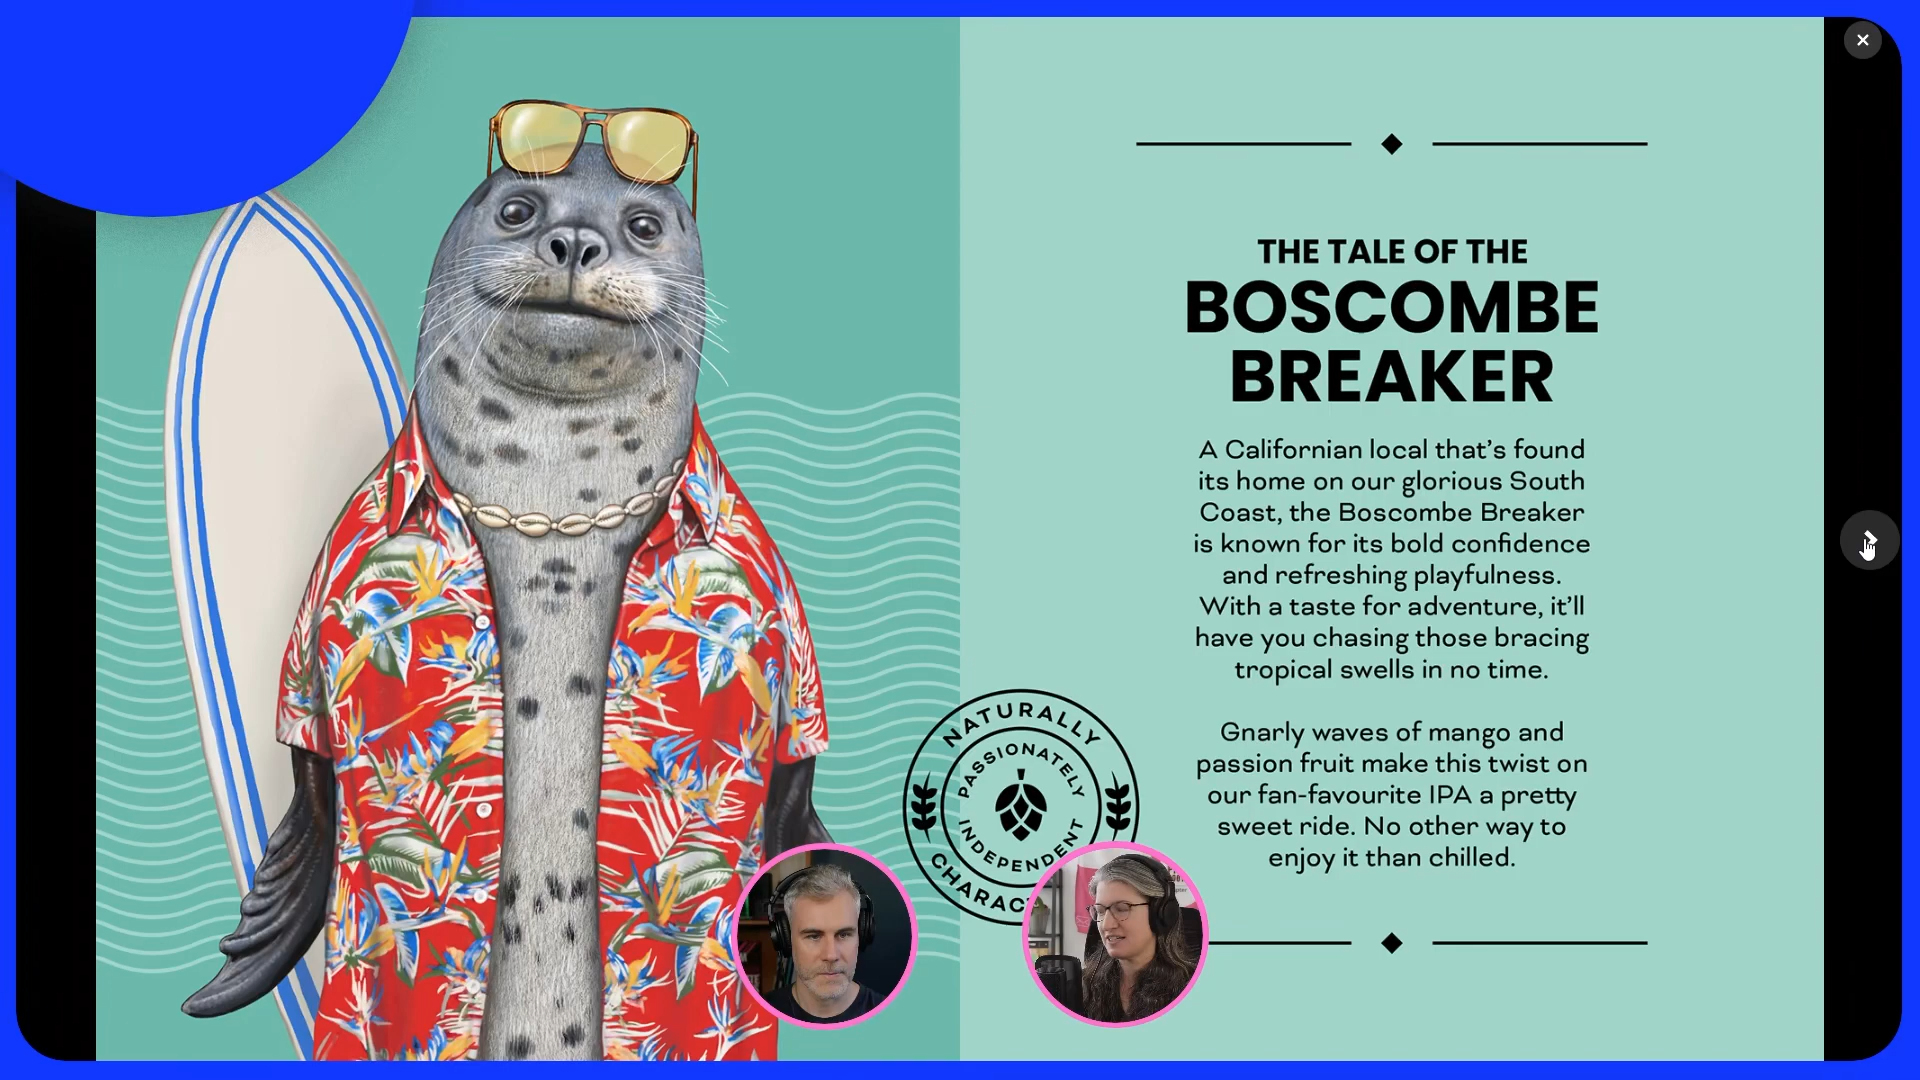 THE TALE OF THE
BOSCOMBE
BREAKER
A Californian local that’s found
its home on our glorious South
Coast, the Boscombe Breaker
is known for its bold confidence
and refreshing playfulness.
With a taste for adventure, it’ll
have you chasing those bracing
tropical swells in no time.
Gnarly waves of mango and
passion fruit make this twist on
our fan-favourite IPA a pretty
sweet ride. No other way to
enjoy it than chilled.
NATURALLY
PASSIONATELY
INDEPENDENT